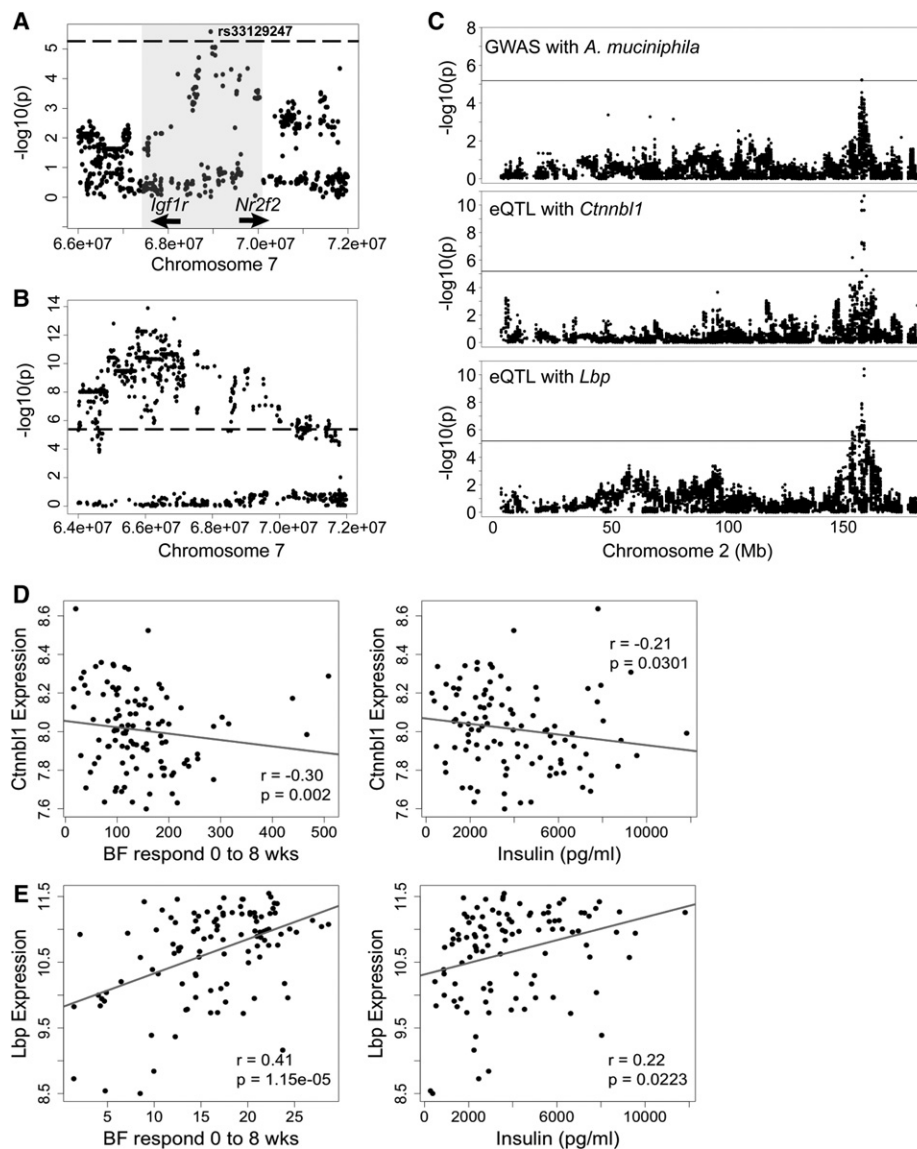 A
rs33129247
-log10(p)
5
4
3
2
1
0
Igf1r
Nr2f2
6.6e+07
6.8e+07
7.0e+07
7.2e+07
Chromosome 7
B
-log10(p)
14
12
10
8
6
4
2
0
6.4e+07
6.6e+07
6.8e+07
7.0e+07
7.2e+07
Chromosome 7
C
GWAS with A. muciniphila
-log10(p)
8
6
4
2
0
eQTL with Ctnnbl1
-log10(p)
10
8
6
4
2
0
eQTL with Lbp
-log10(p)
10
8
6
4
2
0
0
50
100
150
Chromosome 2 (Mb)
D
Ctnnbl1 Expression
8.6
8.4
8.2
8.0
7.8
7.6
r = -0.30
p = 0.002
0
100
200
300
400
500
BF respond 0 to 8 wks
Ctnnbl1 Expression
8.6
8.4
8.2
8.0
7.8
7.6
r = -0.21
p = 0.0301
0
2000
6000
10000
Insulin (pg/ml)
E
Lbp Expression
11.5
10.5
9.5
8.5
r = 0.41
p = 1.15e-05
5
10
15
20
25
BF respond 0 to 8 wks
Lbp Expression
11.5
10.5
9.5
8.5
r = 0.22
p = 0.0223
0
2000
6000
10000
Insulin (pg/ml)